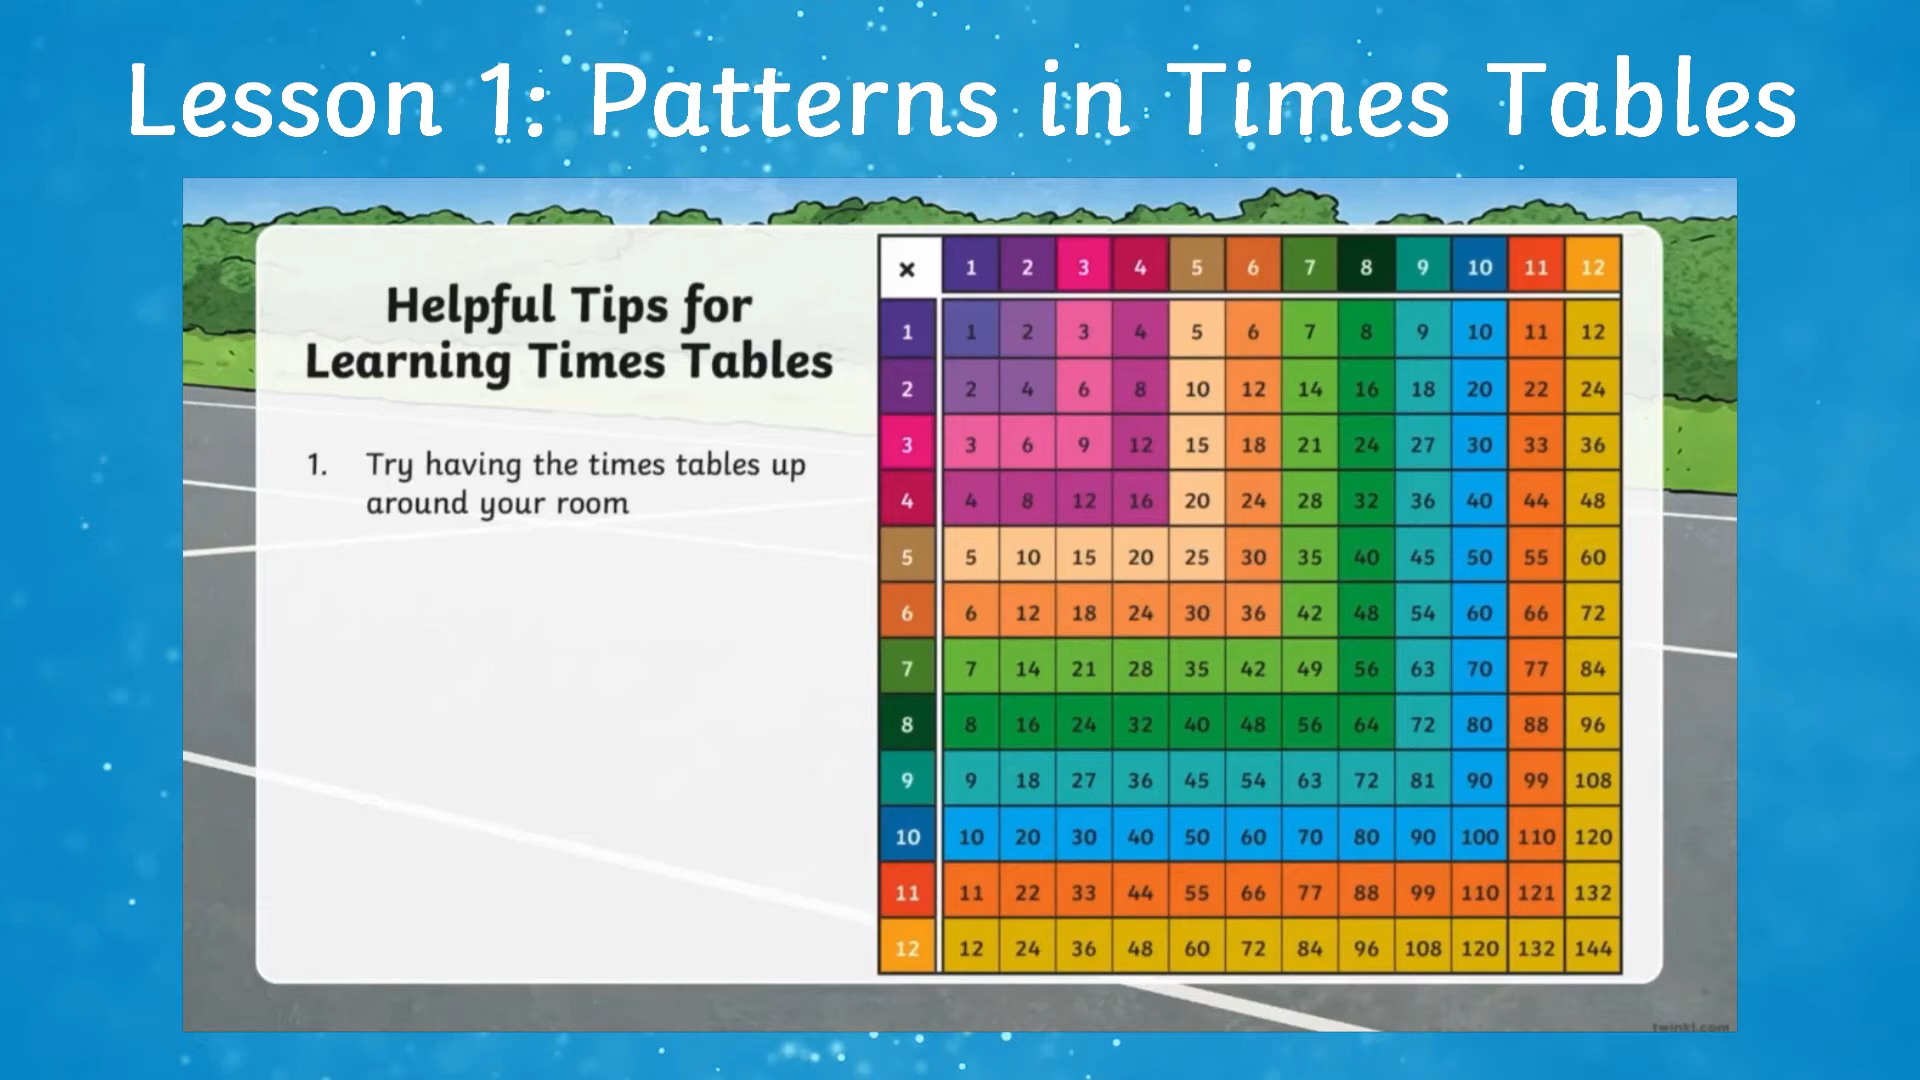 Lesson 1: Patterns in Times Tables
Helpful Tips for
Learning Times Tables
1. Try having the times tables up
around your room
× 1 2 3 4 5 6 7 8 9 10 11 12
1 1 2 3 4 5 6 7 8 9 10 11 12
2 2 4 6 8 10 12 14 16 18 20 22 24
3 3 6 9 12 15 18 21 24 27 30 33 36
4 4 8 12 16 20 24 28 32 36 40 44 48
5 5 10 15 20 25 30 35 40 45 50 55 60
6 6 12 18 24 30 36 42 48 54 60 66 72
7 7 14 21 28 35 42 49 56 63 70 77 84
8 8 16 24 32 40 48 56 64 72 80 88 96
9 9 18 27 36 45 54 63 72 81 90 99 108
10 10 20 30 40 50 60 70 80 90 100 110 120
11 11 22 33 44 55 66 77 88 99 110 121 132
12 12 24 36 48 60 72 84 96 108 120 132 144
twinkl.com